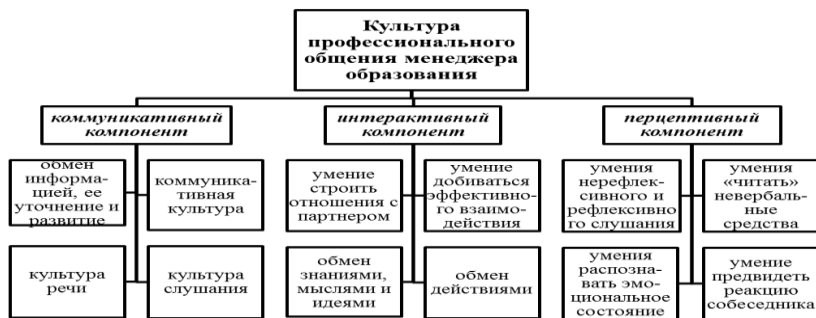 Культура
профессионального
общения менеджера
образования
коммуникативный
компонент
интерактивный
компонент
перцептивный
компонент
обмен
информа-
цией, ее
уточнение и
развитие
коммуника-
тивная
культура
умение
строить
отношения с
партнером
умение
добиваться
эффективно-
го взаимо-
действия
умения
нерефлек-
сивного и
рефлексивно
го слушания
умения
«читать»
невербаль-
ные
средства
культура
речи
культура
слушания
обмен
знаниями,
мыслями и
идеями
обмен
действиями
умения
распозна-
вать эмо-
циональное
состояние
умение
предвидеть
реакцию
собеседника